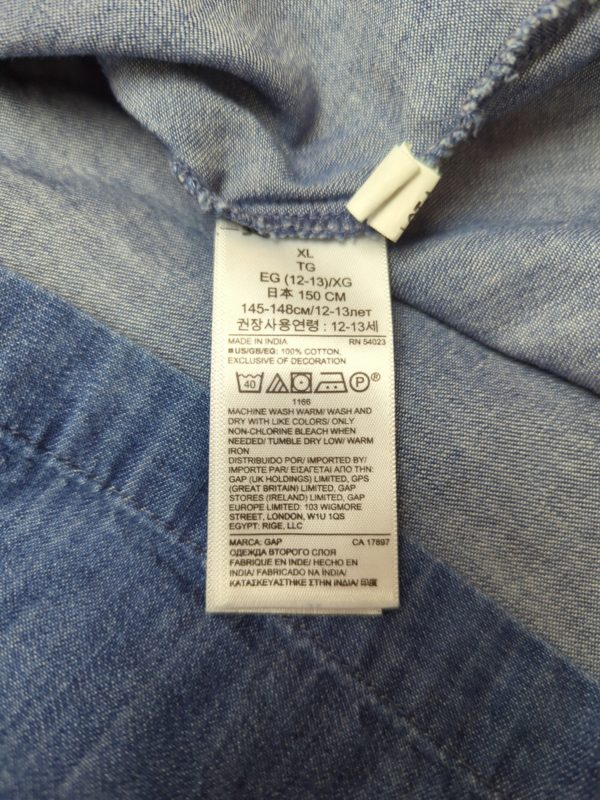 XL
TG
EG (12-13)/XG
日本 150 CM
145-148см/12-13лет
권장사용연령 : 12-13세
MADE IN INDIA RN 54023
■US/GB/EG: 100% COTTON,
EXCLUSIVE OF DECORATION
40 P®
1166
MACHINE WASH WARM/ WASH AND
DRY WITH LIKE COLORS/ ONLY
NON-CHLORINE BLEACH WHEN
NEEDED/ TUMBLE DRY LOW/ WARM
IRON
DISTRIBUIDO POR/ IMPORTED BY/
IMPORTE PAR/ ΕΙΣΑΓΕΤΑΙ ΑΠΟ ΤΗΝ:
GAP (UK HOLDINGS) LIMITED, GPS
(GREAT BRITAIN) LIMITED, GAP
STORES (IRELAND) LIMITED, GAP
EUROPE LIMITED: 103 WIGMORE
STREET, LONDON, W1U 1QS
EGYPT: RIGE, LLC
MARCA: GAP CA 17897
ОДЕЖДА ВТОРОГО СЛОЯ
FABRIQUE EN INDE/ HECHO EN
INDIA/ FABRICADO NA ÍNDIA/
ΚΑΤΑΣΚΕΥΑΣΤΗΚΕ ΣΤΗΝ ΙΝΔΙΑ/ 印度